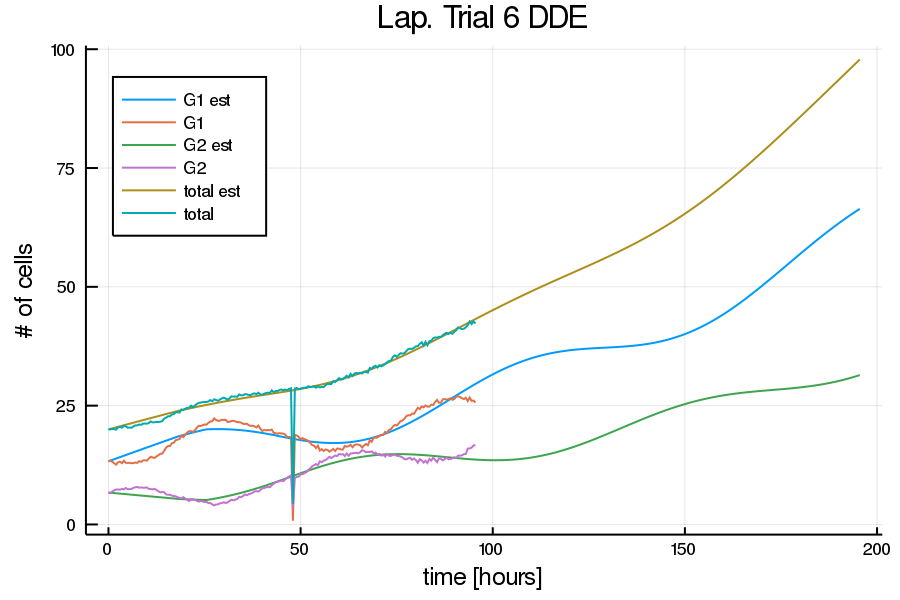 Lap. Trial 6 DDE
100
75
50
25
0
# of cells
G1 est
G1
G2 est
G2
total est
total
0
50
100
150
200
time [hours]